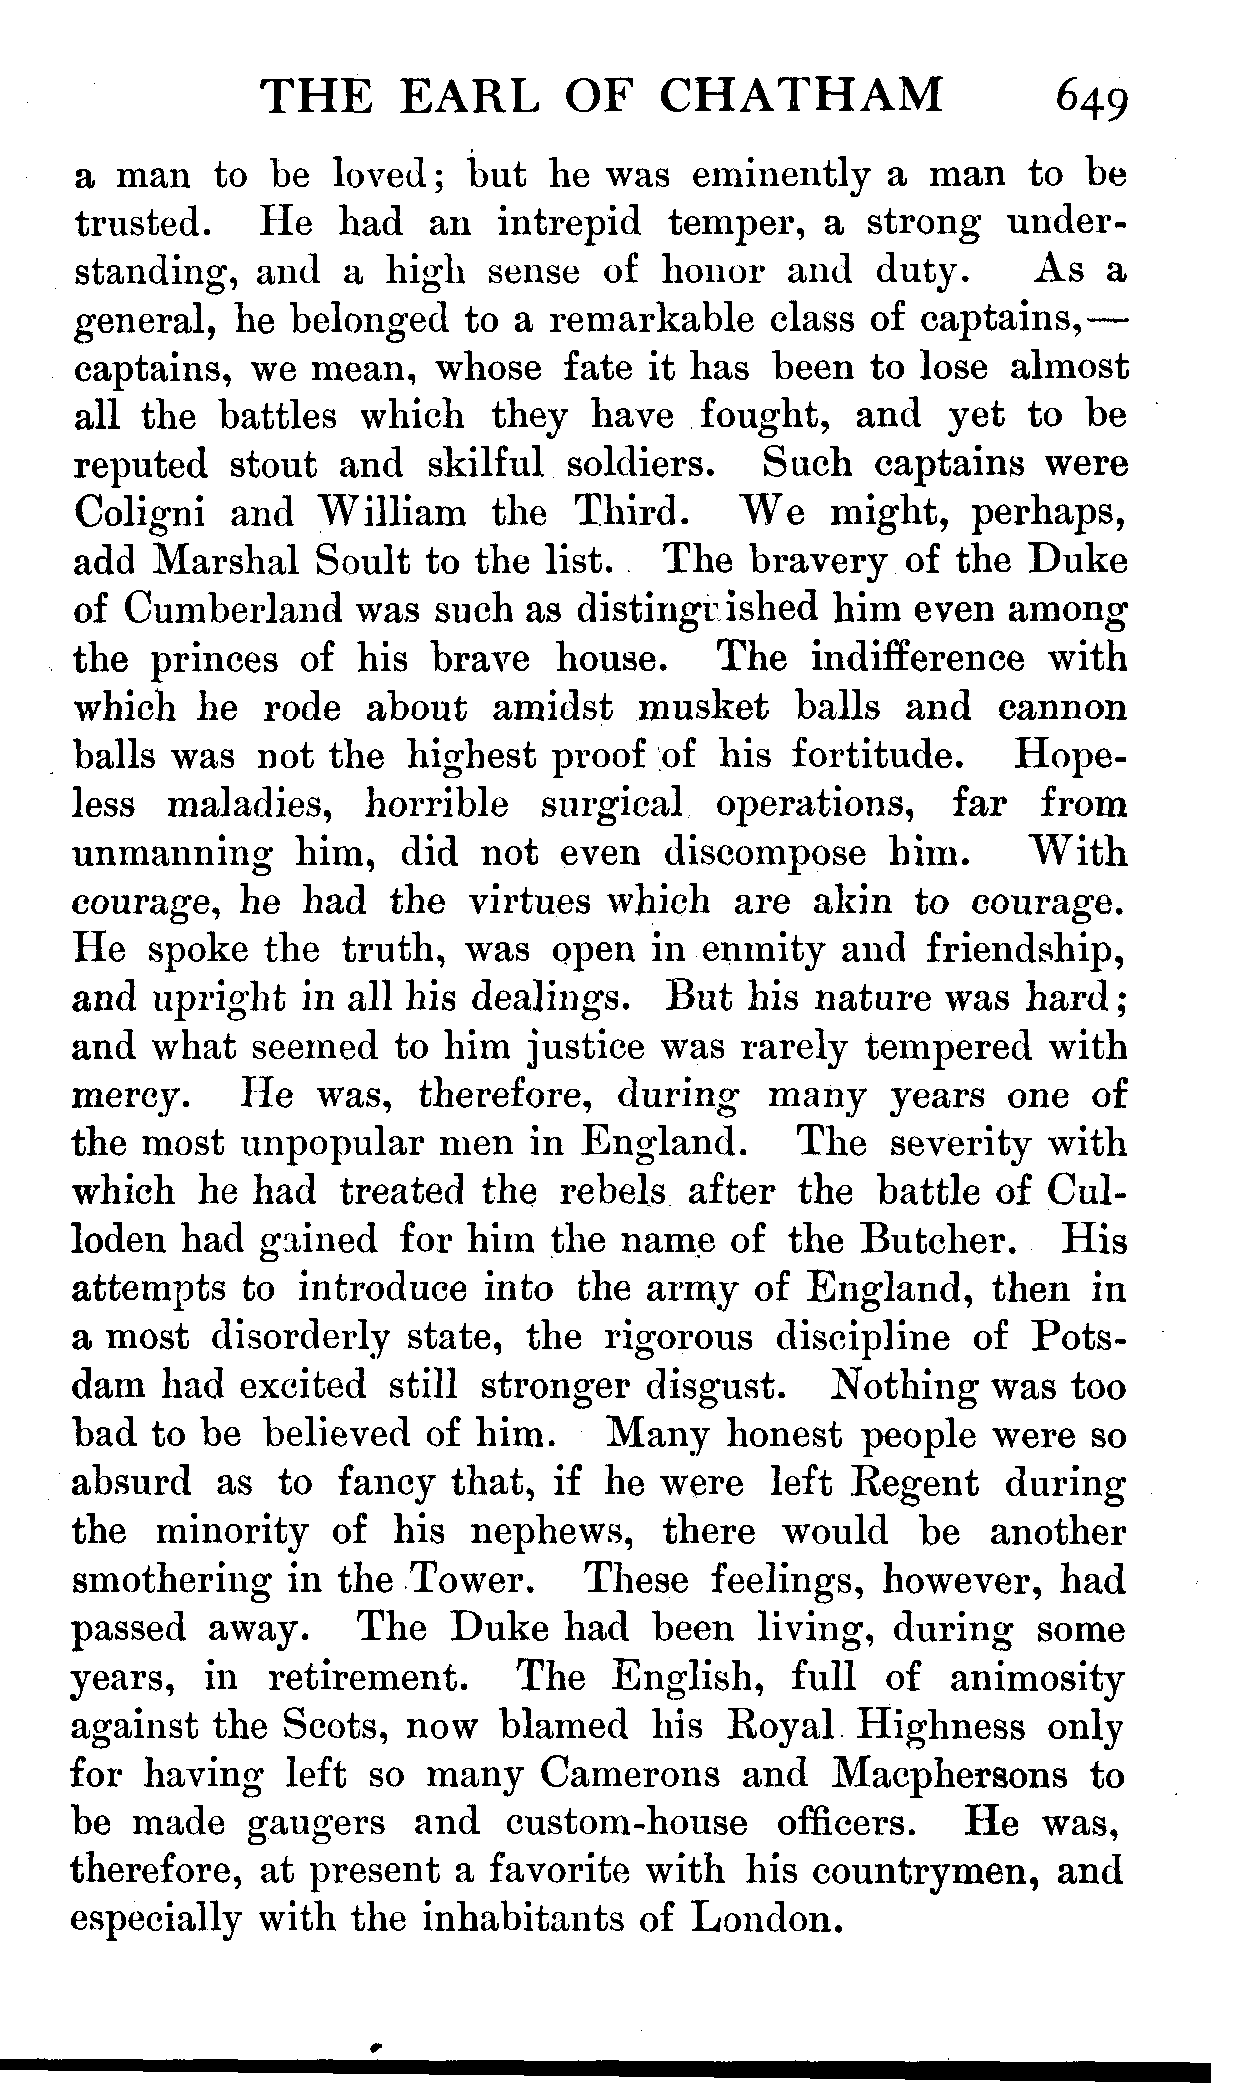 THE EARL OF CHATHAM 649
a man to be loved; but he was eminently a man to be
trusted. He had an intrepid temper, a strong under-
standing, and a high sense of honor and duty. As a
general, he belonged to a remarkable class of captains,—
captains, we mean, whose fate it has been to lose almost
all the battles which they have fought, and yet to be
reputed stout and skilful soldiers. Such captains were
Coligni and William the Third. We might, perhaps,
add Marshal Soult to the list. The bravery of the Duke
of Cumberland was such as distinguished him even among
the princes of his brave house. The indifference with
which he rode about amidst musket balls and cannon
balls was not the highest proof of his fortitude. Hope-
less maladies, horrible surgical operations, far from
unmanning him, did not even discompose him. With
courage, he had the virtues which are akin to courage.
He spoke the truth, was open in enmity and friendship,
and upright in all his dealings. But his nature was hard;
and what seemed to him justice was rarely tempered with
mercy. He was, therefore, during many years one of
the most unpopular men in England. The severity with
which he had treated the rebels after the battle of Cul-
loden had gained for him the name of the Butcher. His
attempts to introduce into the army of England, then in
a most disorderly state, the rigorous discipline of Pots-
dam had excited still stronger disgust. Nothing was too
bad to be believed of him. Many honest people were so
absurd as to fancy that, if he were left Regent during
the minority of his nephews, there would be another
smothering in the Tower. These feelings, however, had
passed away. The Duke had been living, during some
years, in retirement. The English, full of animosity
against the Scots, now blamed his Royal Highness only
for having left so many Camerons and Macphersons to
be made gaugers and custom-house officers. He was,
therefore, at present a favorite with his countrymen, and
especially with the inhabitants of London.